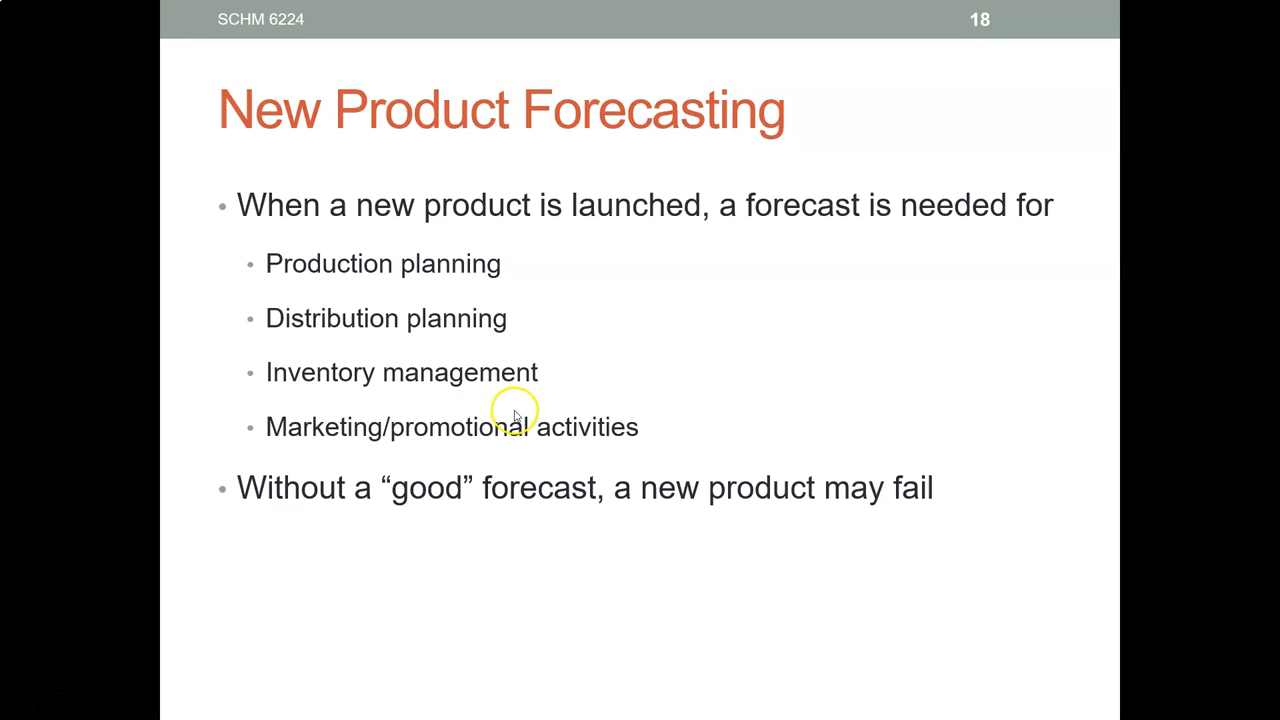 SCHM 6224
18
New Product Forecasting
• When a new product is launched, a forecast is needed for
• Production planning
• Distribution planning
• Inventory management
• Marketing/promotional activities
• Without a “good” forecast, a new product may fail